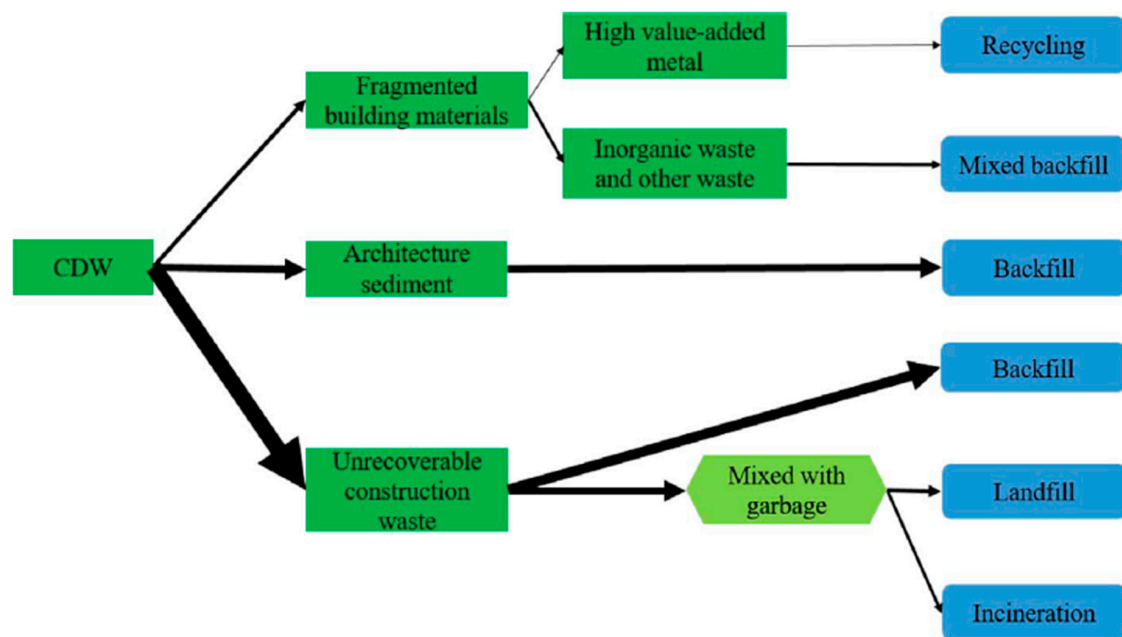 High value-added
metal
Recycling
Fragmented
building materials
Inorganic waste
and other waste
Mixed backfill
CDW
Architecture
sediment
Backfill
Backfill
Unrecoverable
construction
waste
Mixed with
garbage
Landfill
Incineration